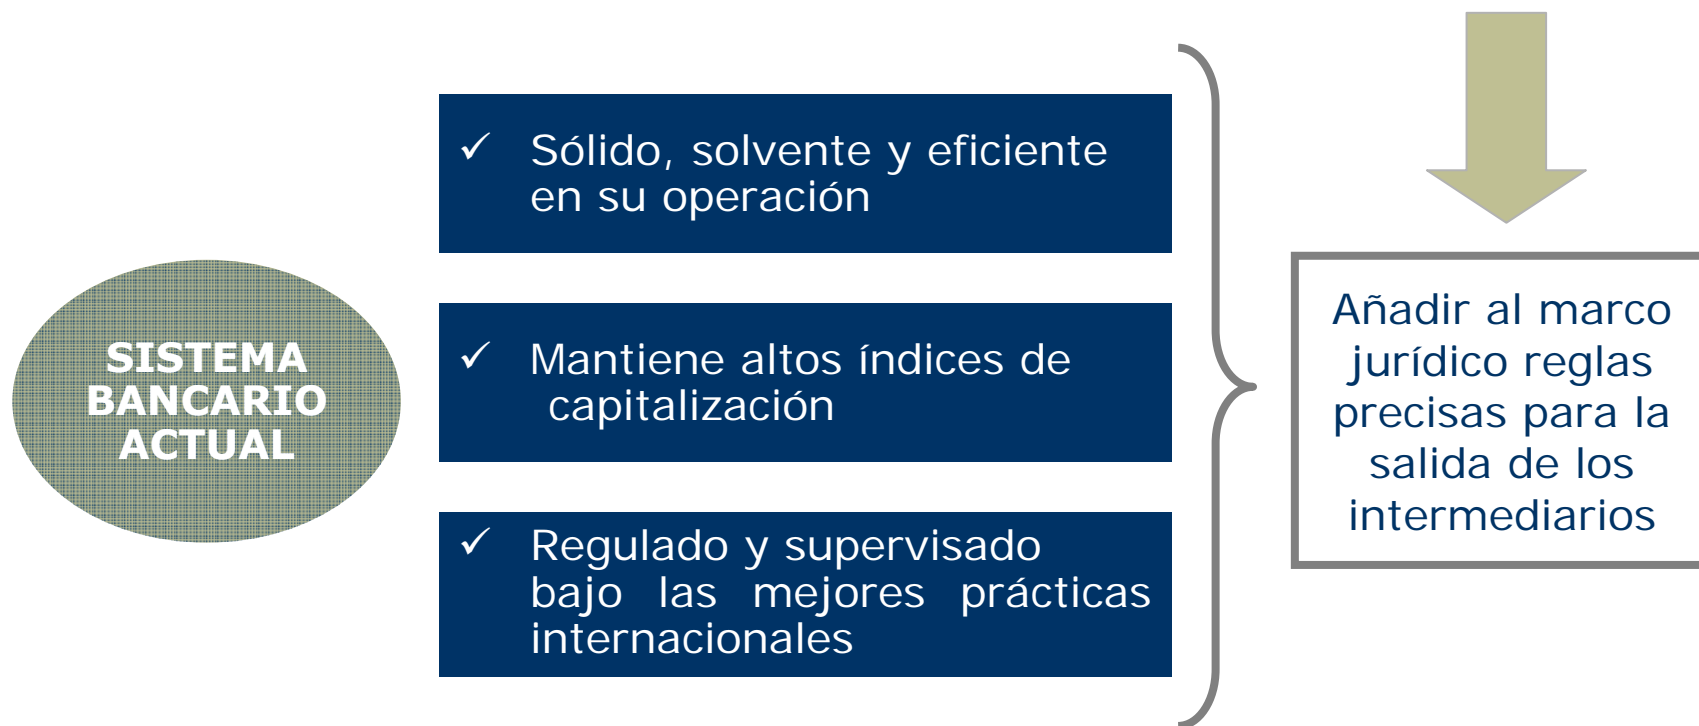 SISTEMA
BANCARIO
ACTUAL
✓ Sólido, solvente y eficiente
en su operación
✓ Mantiene altos índices de
capitalización
✓ Regulado y supervisado
bajo las mejores prácticas
internacionales
Añadir al marco
jurídico reglas
precisas para la
salida de los
intermediarios